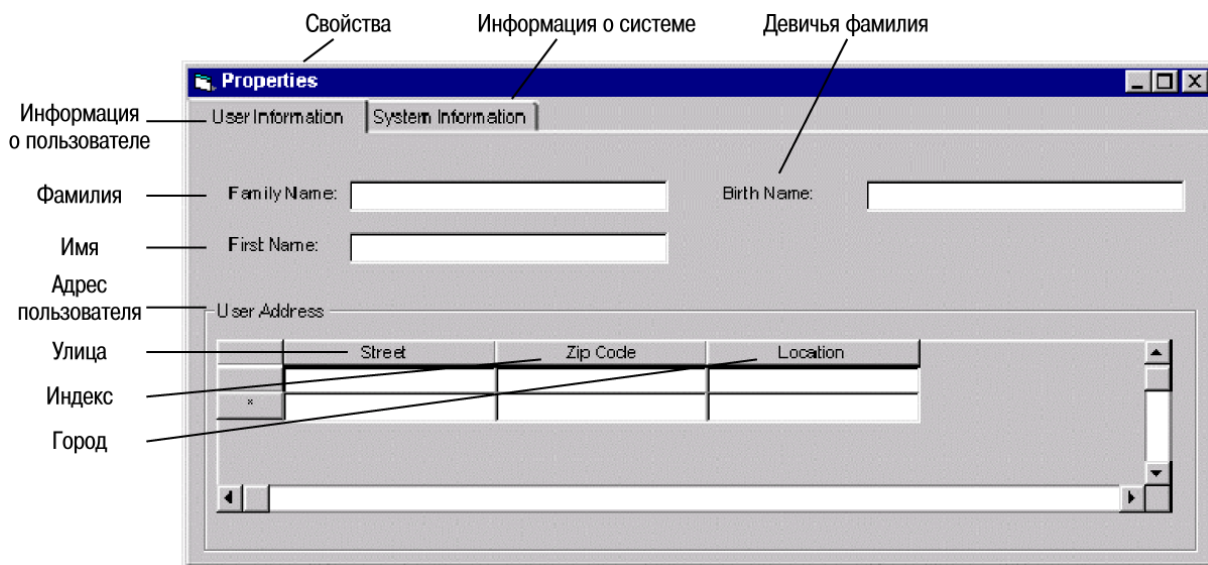 Свойства
Информация о системе
Девичья фамилия
Properties
Информация
о пользователе
User Information
System Information
Фамилия
Family Name:
Birth Name:
Имя
First Name:
Адрес
пользователя
User Address
Улица
Street
Zip Code
Location
Индекс
*
Город